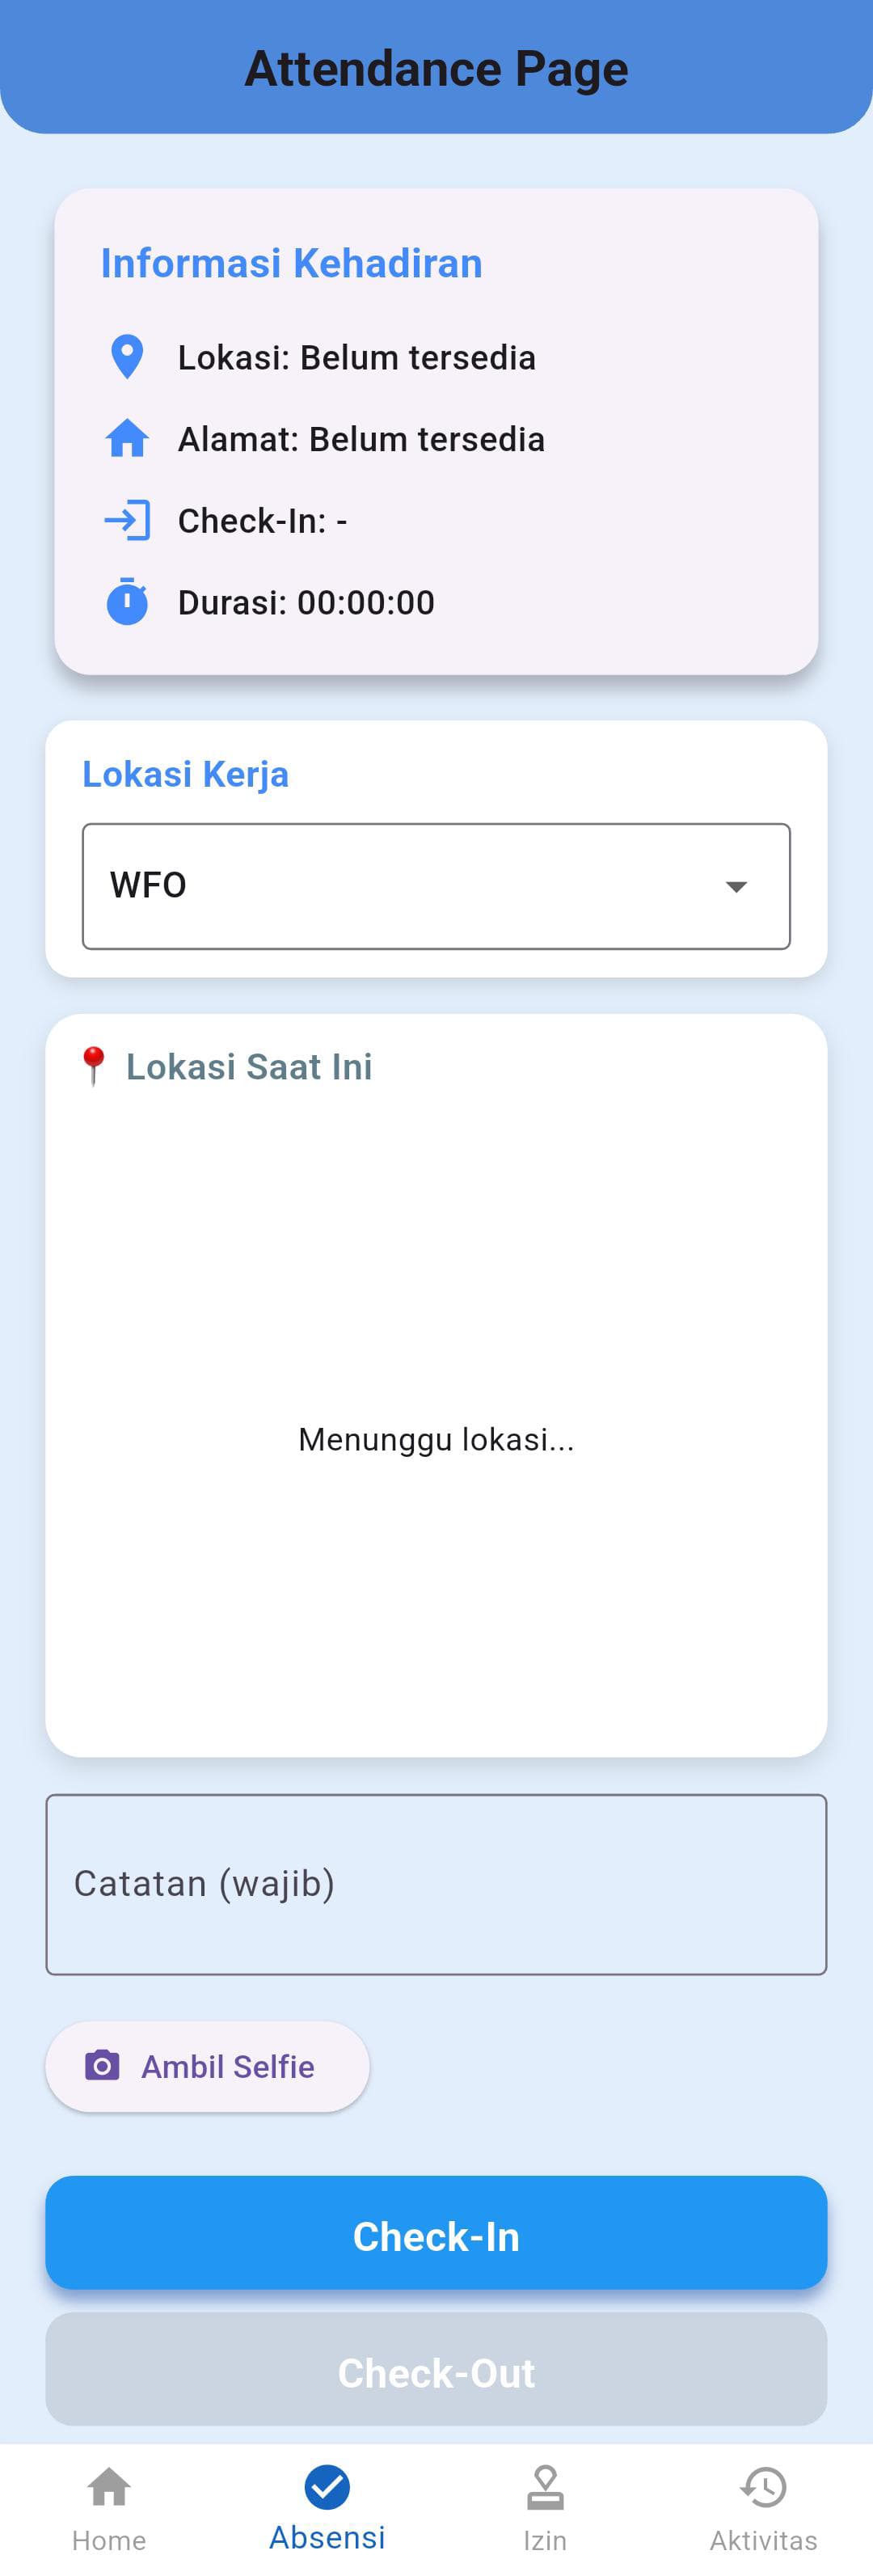 Attendance Page
Informasi Kehadiran
Lokasi: Belum tersedia
Alamat: Belum tersedia
Check-In: -
Durasi: 00:00:00
Lokasi Kerja
WFO
📍 Lokasi Saat Ini
Menunggu lokasi...
Catatan (wajib)
Ambil Selfie
Check-In
Check-Out
Home Absensi Izin Aktivitas